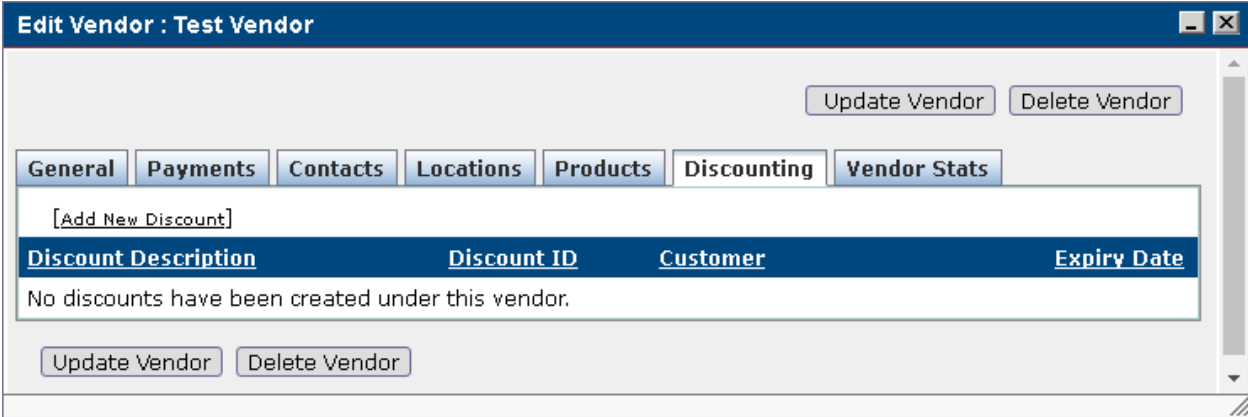 Edit Vendor : Test Vendor
Update Vendor Delete Vendor
General Payments Contacts Locations Products Discounting Vendor Stats
[Add New Discount]
Discount Description Discount ID Customer Expiry Date
No discounts have been created under this vendor.
Update Vendor Delete Vendor